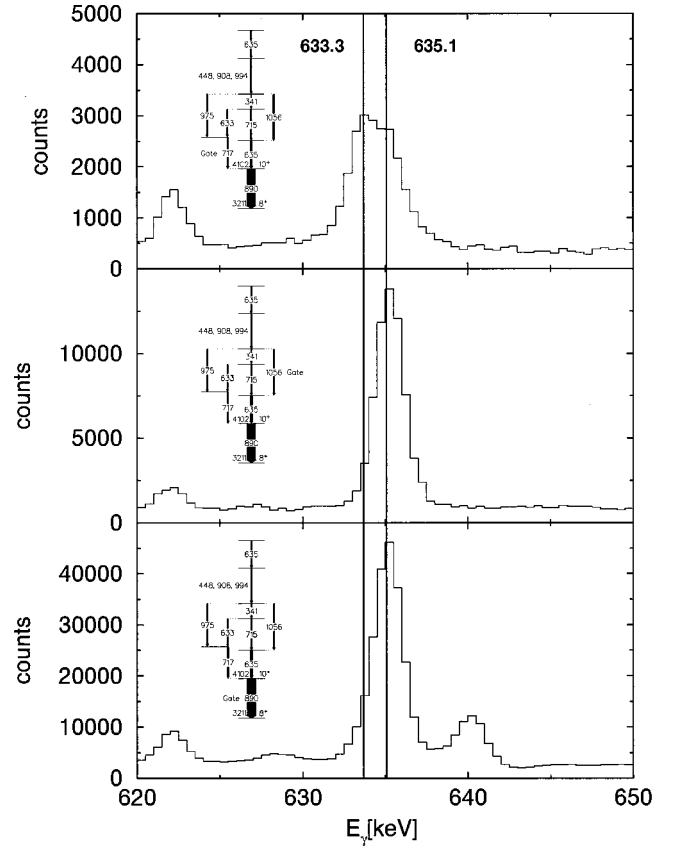 5000
633.3 635.1
635
4000
448, 908, 994
3000
341
975 633 715 1056
counts
Gate 717 635
2000
4102 10⁺
890
1000
3211 8⁺
0
635
448, 908, 994
10000
341
975 633 715 1056 Gate
counts
717 635
5000
4102 10⁺
890
3211 8⁺
0
635
40000
448, 908, 994
341
30000
975 633 715 1056
counts
717 635
20000
4102 10⁺
Gate 890
10000
3211 8⁺
0
620 630 640 650
Eγ[keV]